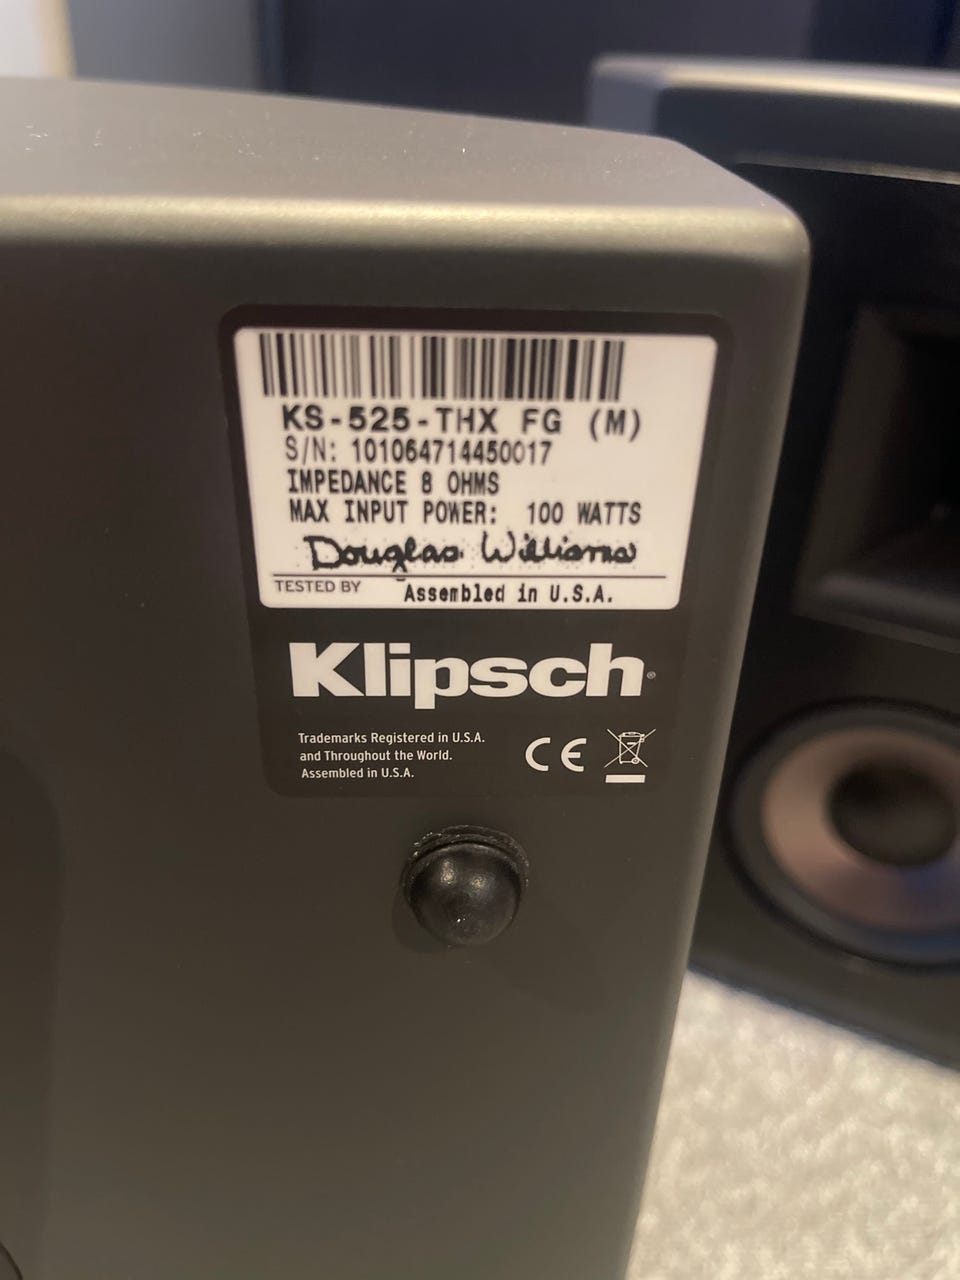 KS-525-THX FG (M)
S/N: 101064714450017
IMPEDANCE 8 OHMS
MAX INPUT POWER: 100 WATTS
Douglas Williams
TESTED BY Assembled in U.S.A.
Klipsch®
Trademarks Registered in U.S.A.
and Throughout the World.
Assembled in U.S.A.
CE